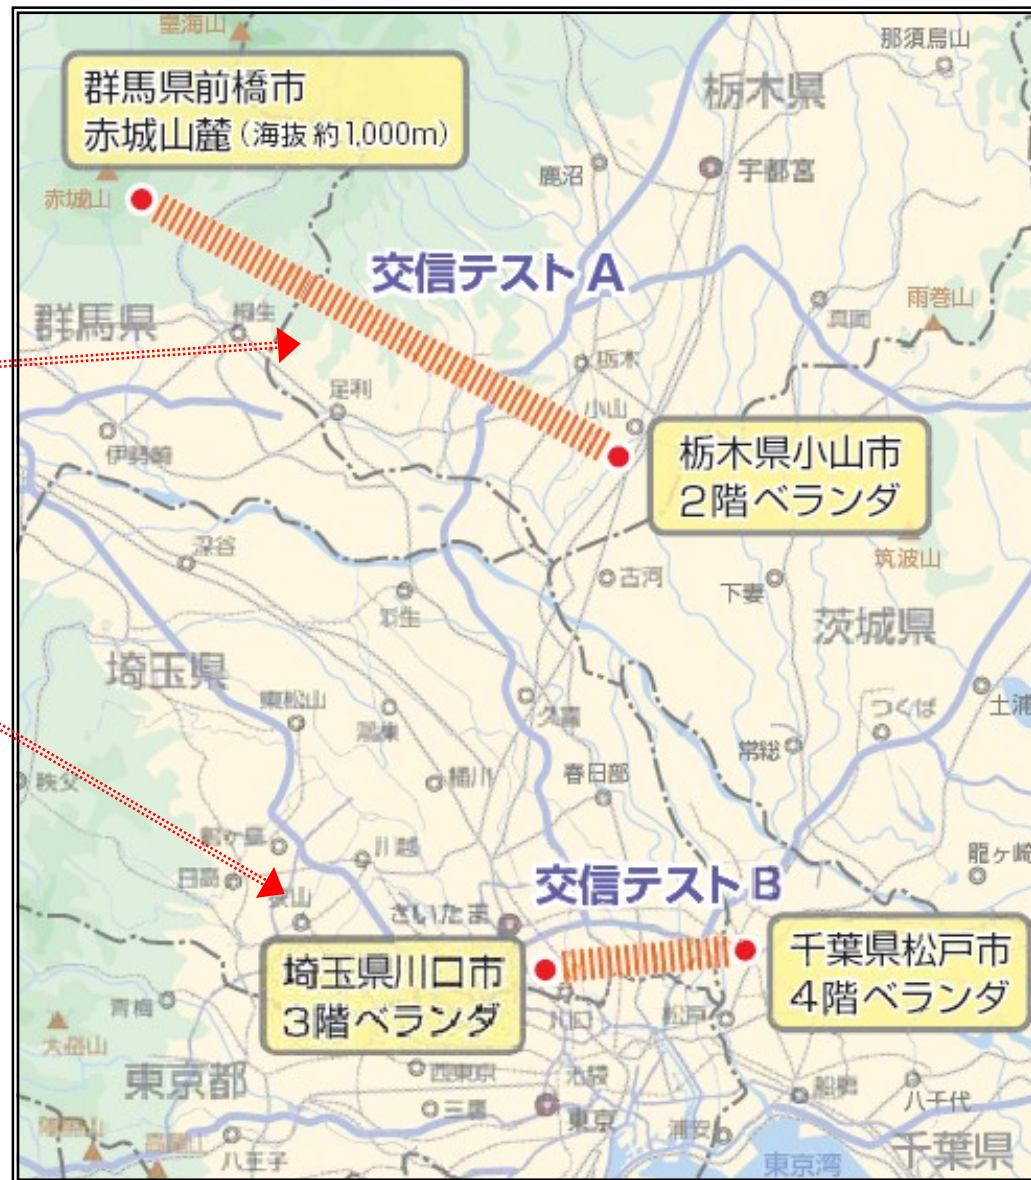 皇海山
那須烏山
群馬県前橋市
赤城山麓（海抜 約1,000m）
栃木県
鹿沼
宇都宮
赤城山
交信テスト A
群馬県
桐生
真岡
雨巻山
足利
栃木
伊勢崎
小山
栃木県小山市
2階ベランダ
深谷
羽生
古河
下妻
筑波山
茨城県
埼玉県
東松山
久喜
つくば
土浦
常総
秩父
桶川
春日部
川越
龍ヶ崎
日高
交信テスト B
さいたま
埼玉県川口市
3階ベランダ
千葉県松戸市
4階ベランダ
青梅
川口
松戸
大岳山
東京都
西東京
池袋
船橋
八千代
三鷹
東京
浦安
高尾山
八王子
東京湾
千葉県